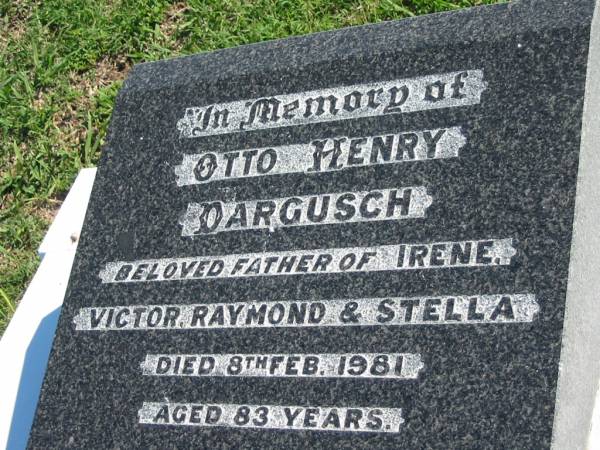 In Memory of
OTTO HENRY
DARGUSCH
BELOVED FATHER OF IRENE,
VICTOR, RAYMOND & STELLA
DIED 8TH FEB. 1981
AGED 83 YEARS.